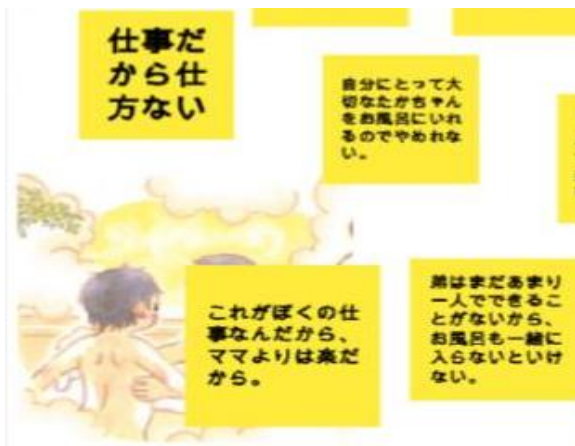 仕事だ
から仕
方ない
自分にとって大
切なたかちゃん
をお風呂にいれ
るのでやめれな
い。
これがぼくの仕
事なんだから、
ママよりは楽だ
から。
弟はまだあまり
一人でできるこ
とがないから、
お風呂も一緒に
入らないといけ
ない。